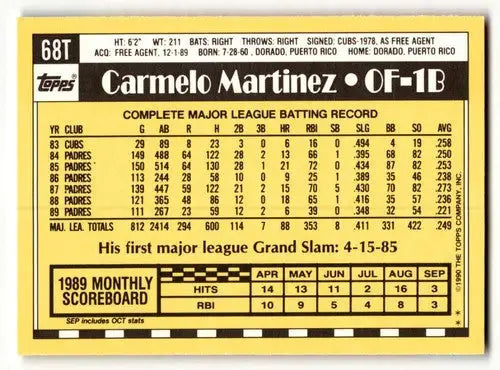 68T
HT: 6'2" WT: 211 BATS: RIGHT THROWS: RIGHT SIGNED: CUBS-1978, AS FREE AGENT
ACQ: FREE AGENT, 12-1-89 BORN: 7-28-60, DORADO, PUERTO RICO HOME: DORADO, PUERTO RICO
Topps Carmelo Martinez • OF-1B
COMPLETE MAJOR LEAGUE BATTING RECORD
YR CLUB G AB R H 2B 3B HR RBI SB SLG BB SO AVG
83 CUBS 29 89 8 23 3 0 6 16 0 .494 4 19 .258
84 PADRES 149 488 64 122 28 2 13 66 1 .395 68 82 .250
85 PADRES 150 514 64 130 28 1 21 72 0 .434 87 82 .253
86 PADRES 113 244 28 58 10 0 9 25 1 .389 35 46 .238
87 PADRES 139 447 59 122 21 2 15 70 5 .430 70 82 .273
88 PADRES 121 365 48 86 12 0 18 65 1 .416 35 57 .236
89 PADRES 111 267 23 59 12 2 6 39 0 .348 32 54 .221
MAJ. LEA. TOTALS 812 2414 294 600 114 7 88 353 8 .411 331 422 .249
His first major league Grand Slam: 4-15-85
1989 MONTHLY SCOREBOARD
APR MAY JUN JUL AUG SEP
HITS 14 13 11 2 16 3
RBI 10 9 5 4 8 3
SEP includes OCT stats
©1990 THE TOPPS COMPANY, INC.
* *